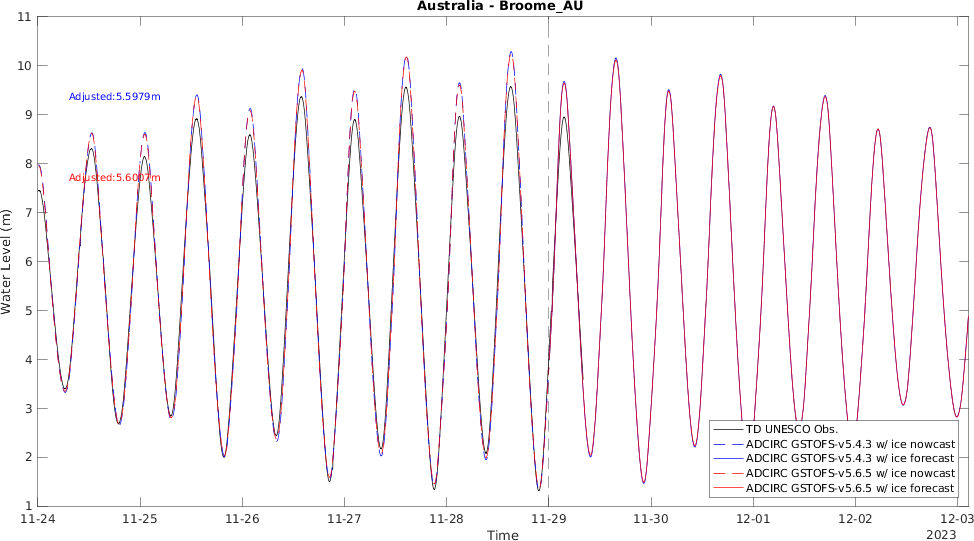 Australia - Broome_AU
11
10
9
8
7
6
5
4
3
2
1
Water Level (m)
Adjusted:5.5979m
Adjusted:5.6007m
TD UNESCO Obs.
ADCIRC GSTOFS-v5.4.3 w/ ice nowcast
ADCIRC GSTOFS-v5.4.3 w/ ice forecast
ADCIRC GSTOFS-v5.6.5 w/ ice nowcast
ADCIRC GSTOFS-v5.6.5 w/ ice forecast
11-24 11-25 11-26 11-27 11-28 11-29 11-30 12-01 12-02 12-03
Time
2023